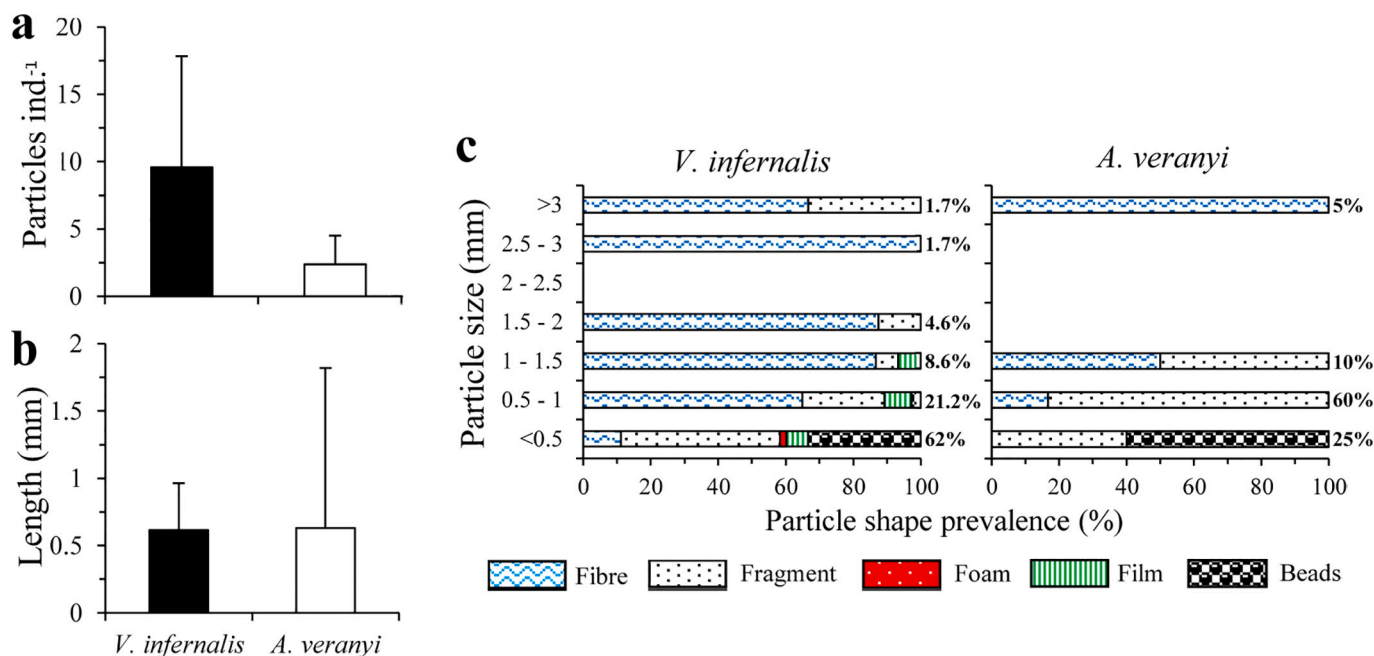 a
Particles ind.⁻¹
20
15
10
5
0
b
Length (mm)
2
1.5
1
0.5
0
V. infernalis
A. veranyi
c
V. infernalis
A. veranyi
Particle size (mm)
>3
2.5 - 3
2 - 2.5
1.5 - 2
1 - 1.5
0.5 - 1
<0.5
1.7%
1.7%
4.6%
8.6%
21.2%
62%
5%
10%
60%
25%
0 20 40 60 80 100
0 20 40 60 80 100
Particle shape prevalence (%)
Fibre
Fragment
Foam
Film
Beads